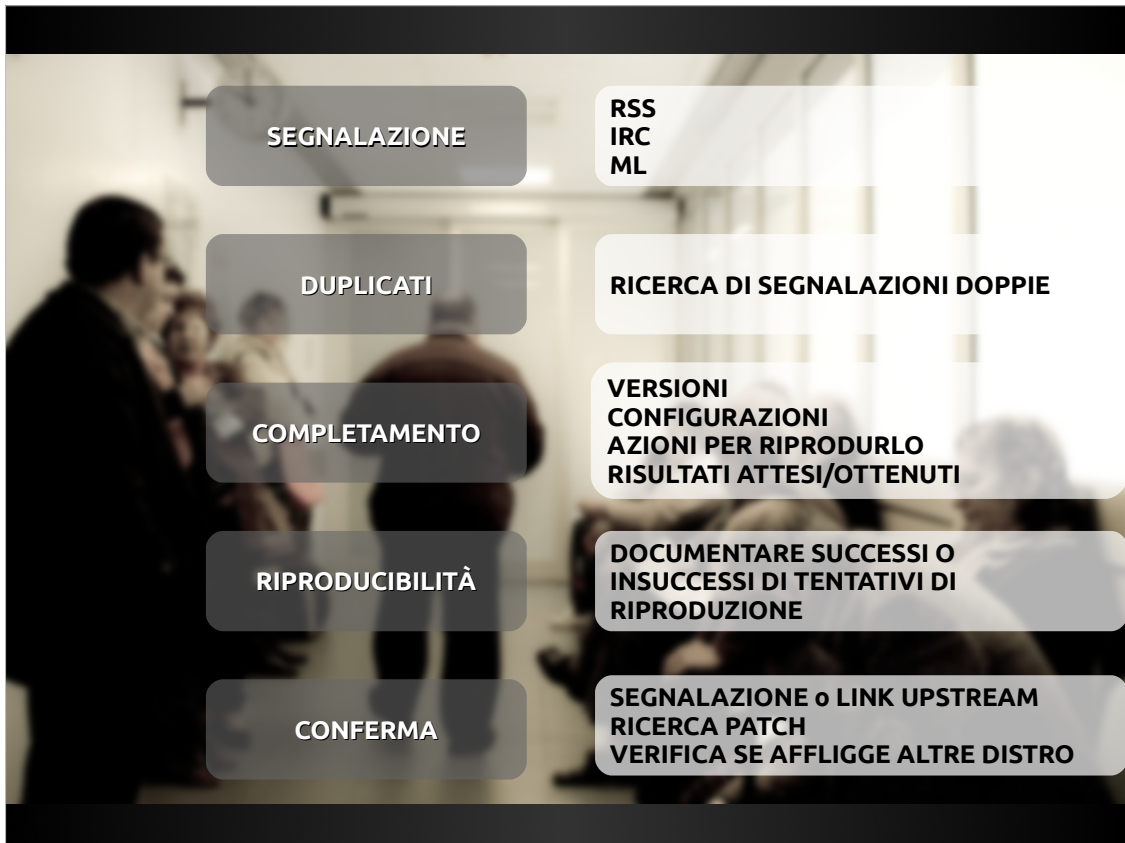 SEGNALAZIONE
RSS
IRC
ML
DUPLICATI
RICERCA DI SEGNALAZIONI DOPPIE
COMPLETAMENTO
VERSIONI
CONFIGURAZIONI
AZIONI PER RIPRODURLO
RISULTATI ATTESI/OTTENUTI
RIPRODUCIBILITÀ
DOCUMENTARE SUCCESSI O
INSUCCESSI DI TENTATIVI DI
RIPRODUZIONE
CONFERMA
SEGNALAZIONE o LINK UPSTREAM
RICERCA PATCH
VERIFICA SE AFFLIGGE ALTRE DISTRO